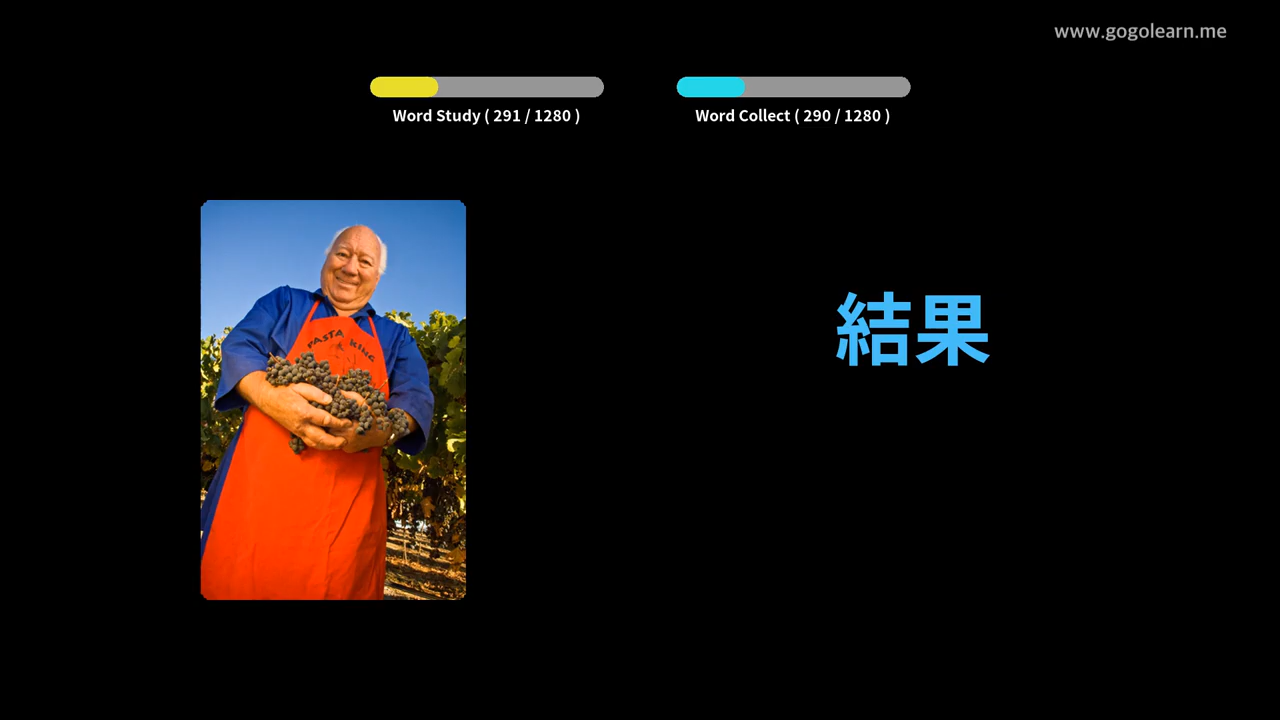 www.gogolearn.me
Word Study ( 291 / 1280 )
Word Collect ( 290 / 1280 )
PASTA KING
結果